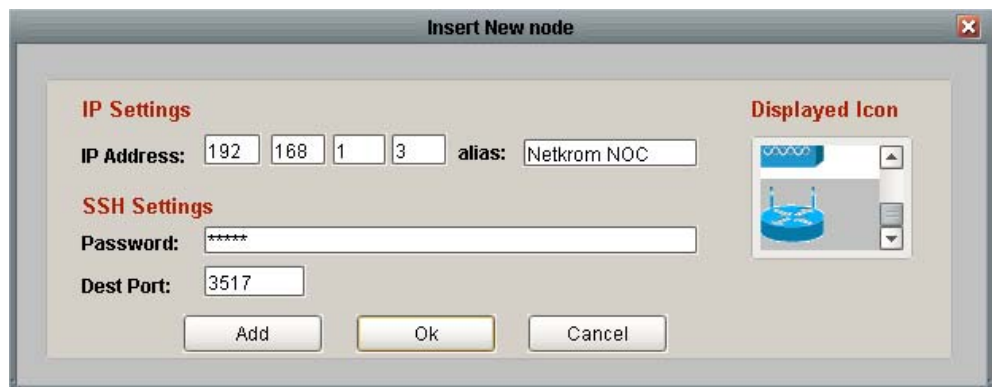 Insert New node
IP Settings
Displayed Icon
IP Address: 192 168 1 3 alias: Netkrom NOC
SSH Settings
Password: *****
Dest Port: 3517
Add Ok Cancel